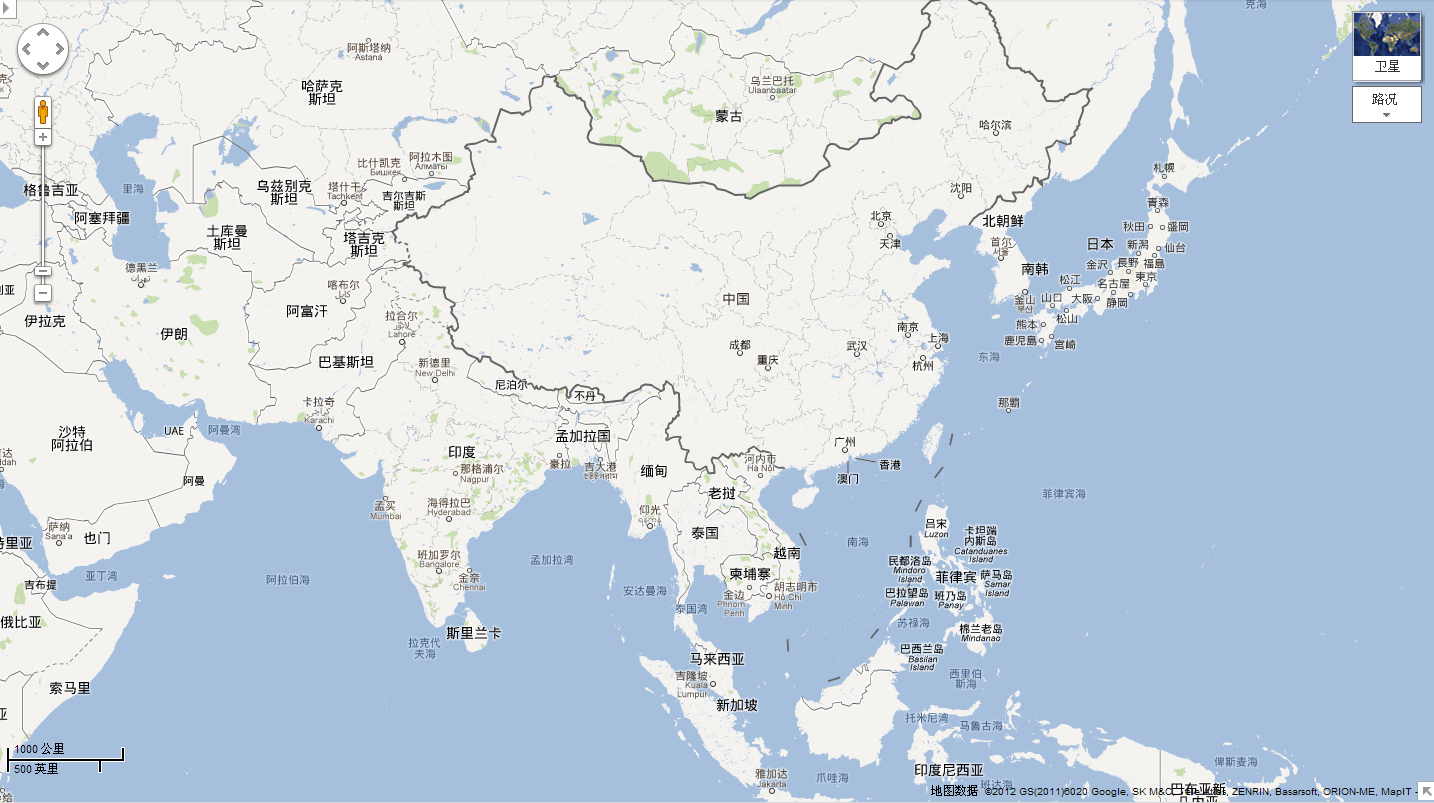 克海
卫星
路况
阿斯塔纳
Astana
哈萨克
斯坦
乌兰巴托
Ulaanbaatar
蒙古
哈尔滨
比什凯克
Бишкек
阿拉木图
Алматы
札幌
格鲁吉亚
里海
乌兹别克
斯坦
塔什干
Tachkent
吉尔吉斯
斯坦
沈阳
青森
阿塞拜疆
北京
北朝鲜
秋田
盛岡
土库曼
斯坦
塔吉克
斯坦
天津
首尔
서울
日本
新潟
仙台
德黑兰
تهران
南韩
金沢
長野
福島
松江
東京
喀布尔
کابل
中国
名古屋
釜山
부산
山口
大阪
静岡
伊拉克
伊朗
阿富汗
拉合尔
Lahore
熊本
松山
南京
上海
鹿児島
宮崎
成都
武汉
重庆
杭州
东海
巴基斯坦
新德里
New Delhi
尼泊尔
不丹
卡拉奇
Karachi
那霸
沙特
阿拉伯
UAE
阿曼湾
孟加拉国
广州
印度
河内市
Hà Nội
香港
澳门
豪拉
吉大港
缅甸
那格浦尔
Nagpur
阿曼
老挝
菲律宾海
孟买
Mumbai
海得拉巴
Hyderabad
仰光
吕宋
Luzon
萨纳
Sana'a
也门
泰国
卡坦端
内斯岛
Catanduanes
Island
南海
越南
班加罗尔
Bangalore
孟加拉湾
民都洛岛
Mindoro
Island
亚丁湾
阿拉伯海
金奈
Chennai
柬埔寨
菲律宾
萨马岛
Samar
Island
吉布提
安达曼海
金边
Phnom
Penh
胡志明市
Hồ Chí
Minh
巴拉望岛
Palawan
班乃岛
Panay
泰国湾
俄比亚
斯里兰卡
苏禄海
棉兰老岛
Mindanao
拉克代
夫海
马来西亚
巴西兰岛
Basilan
Island
吉隆坡
Kuala
Lumpur
西里伯
斯海
索马里
新加坡
托米尼湾
马鲁古海
1000 公里
500 英里
俾斯麦海
雅加达
Jakarta
爪哇海
印度尼西亚
班达海
巴布亚新
地图数据 ©2012 GS(2011)6020 Google, SK M&C, Tele Atlas, ZENRIN, Basarsoft, ORION-ME, MapIT -